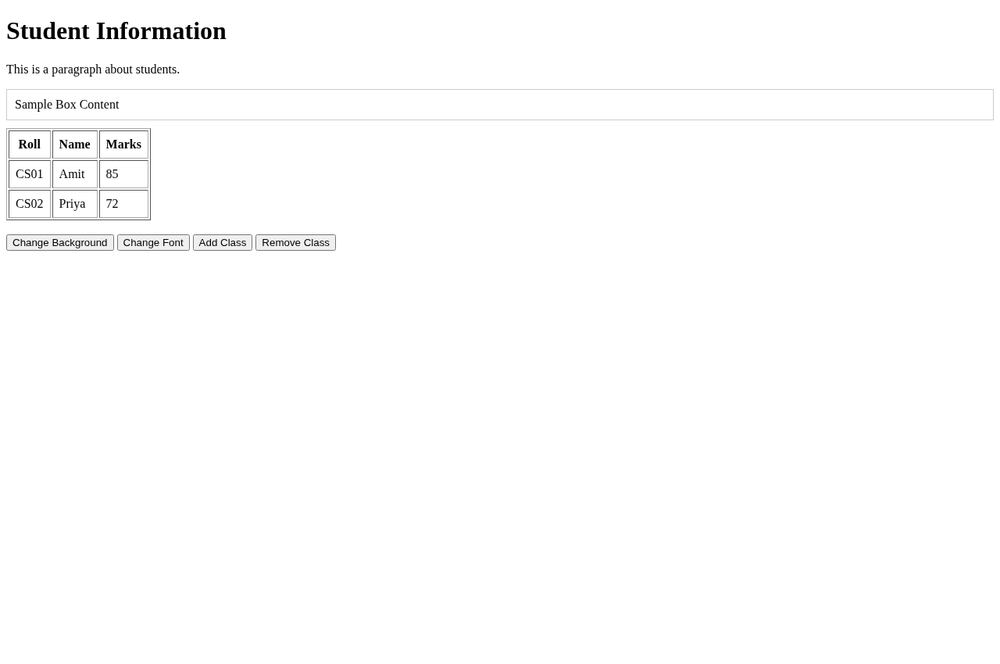 Student Information
This is a paragraph about students.
Sample Box Content
Roll Name Marks
CS01 Amit 85
CS02 Priya 72
Change Background Change Font Add Class Remove Class